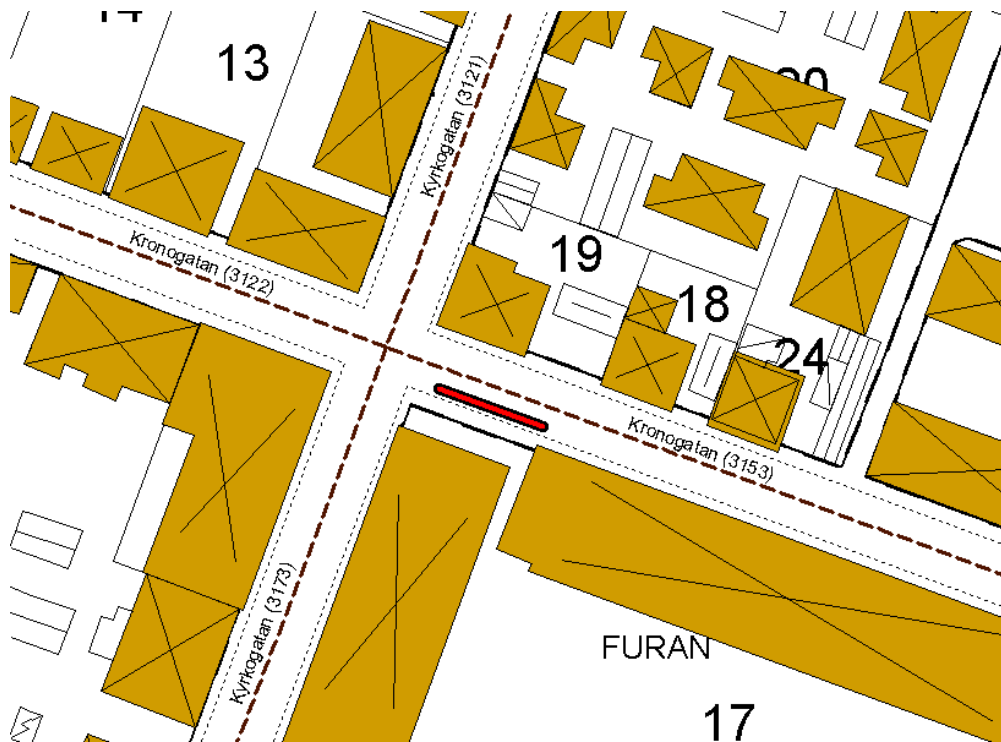 13
Kyrkogatan (3121)
Kronogatan (3122)
19
18
24
Kronogatan (3153)
Kyrkogatan (3173)
FURAN
17